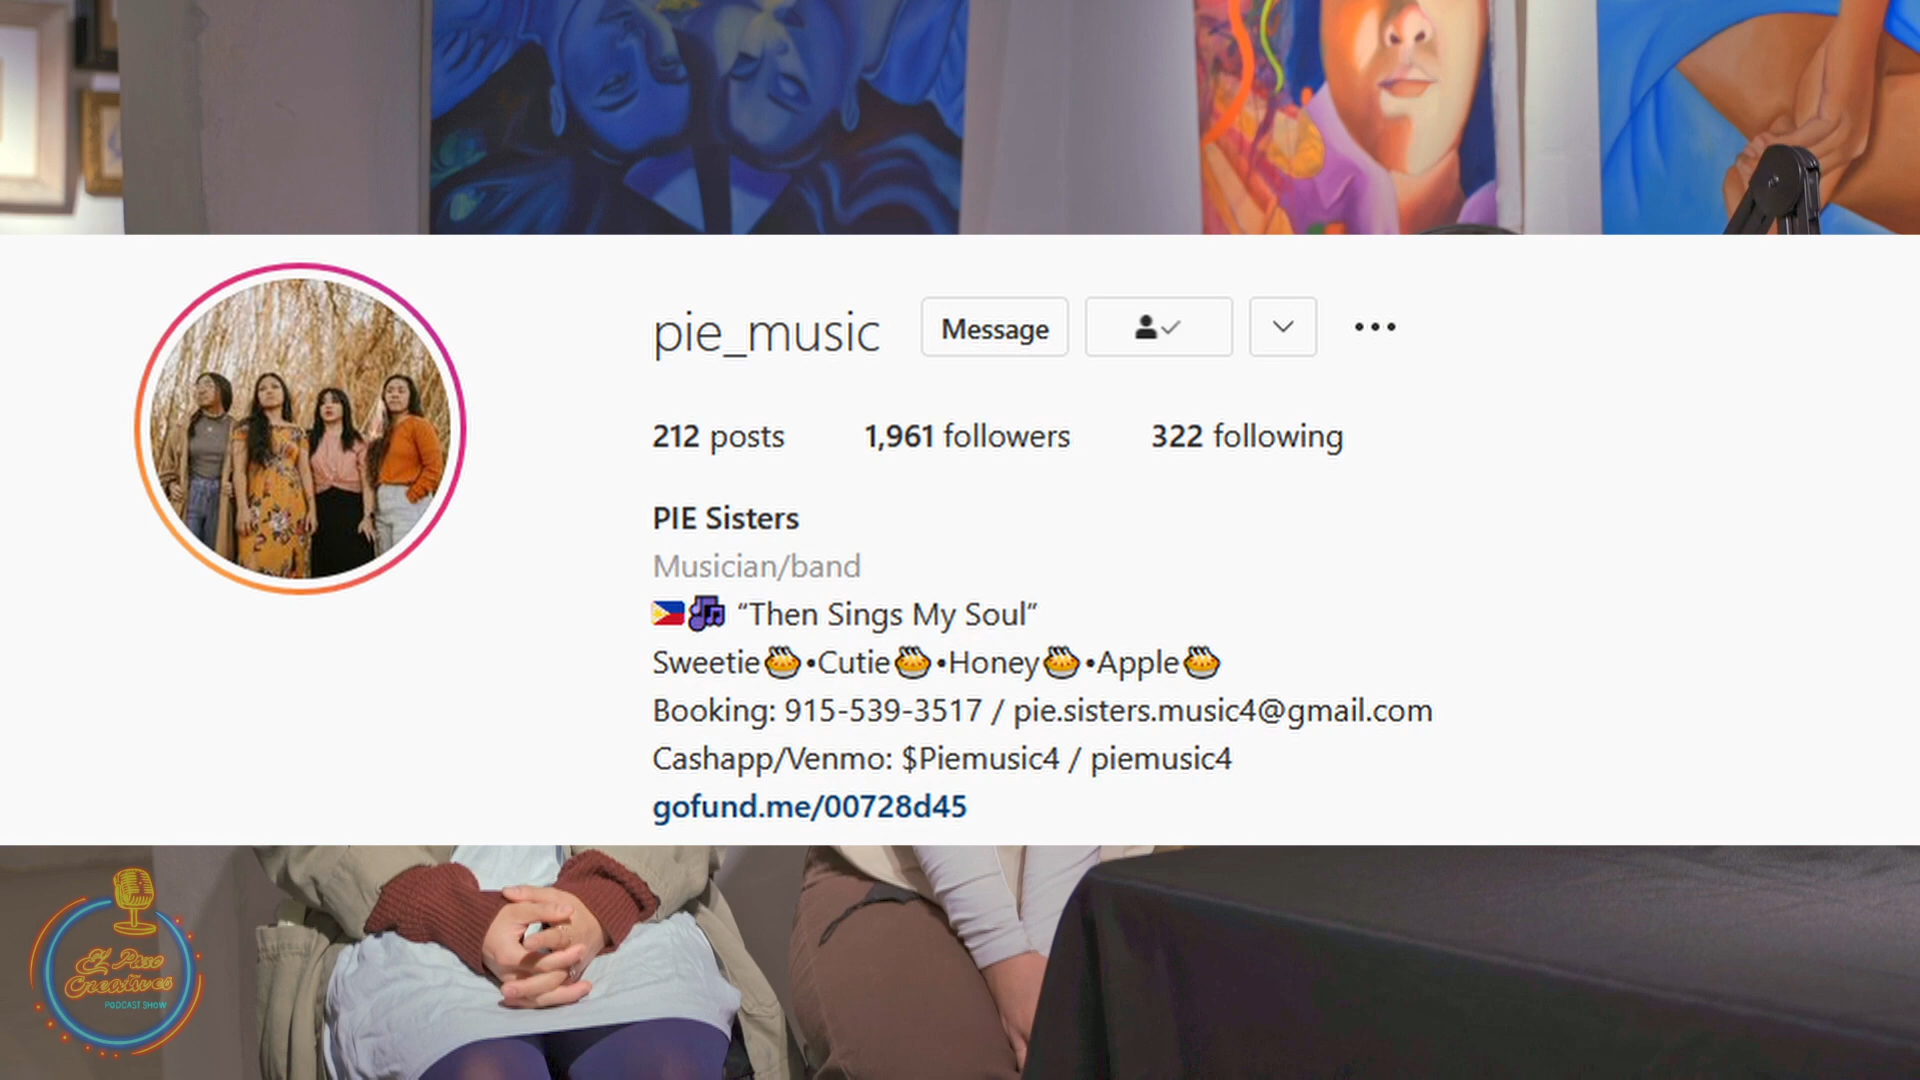 pie_music Message
212 posts 1,961 followers 322 following
PIE Sisters
Musician/band
🇵🇭🎶 “Then Sings My Soul”
Sweetie🥧•Cutie🥧•Honey🥧•Apple🥧
Booking: 915-539-3517 / pie.sisters.music4@gmail.com
Cashapp/Venmo: $Piemusic4 / piemusic4
gofund.me/00728d45
El Paso
Creatives
PODCAST SHOW